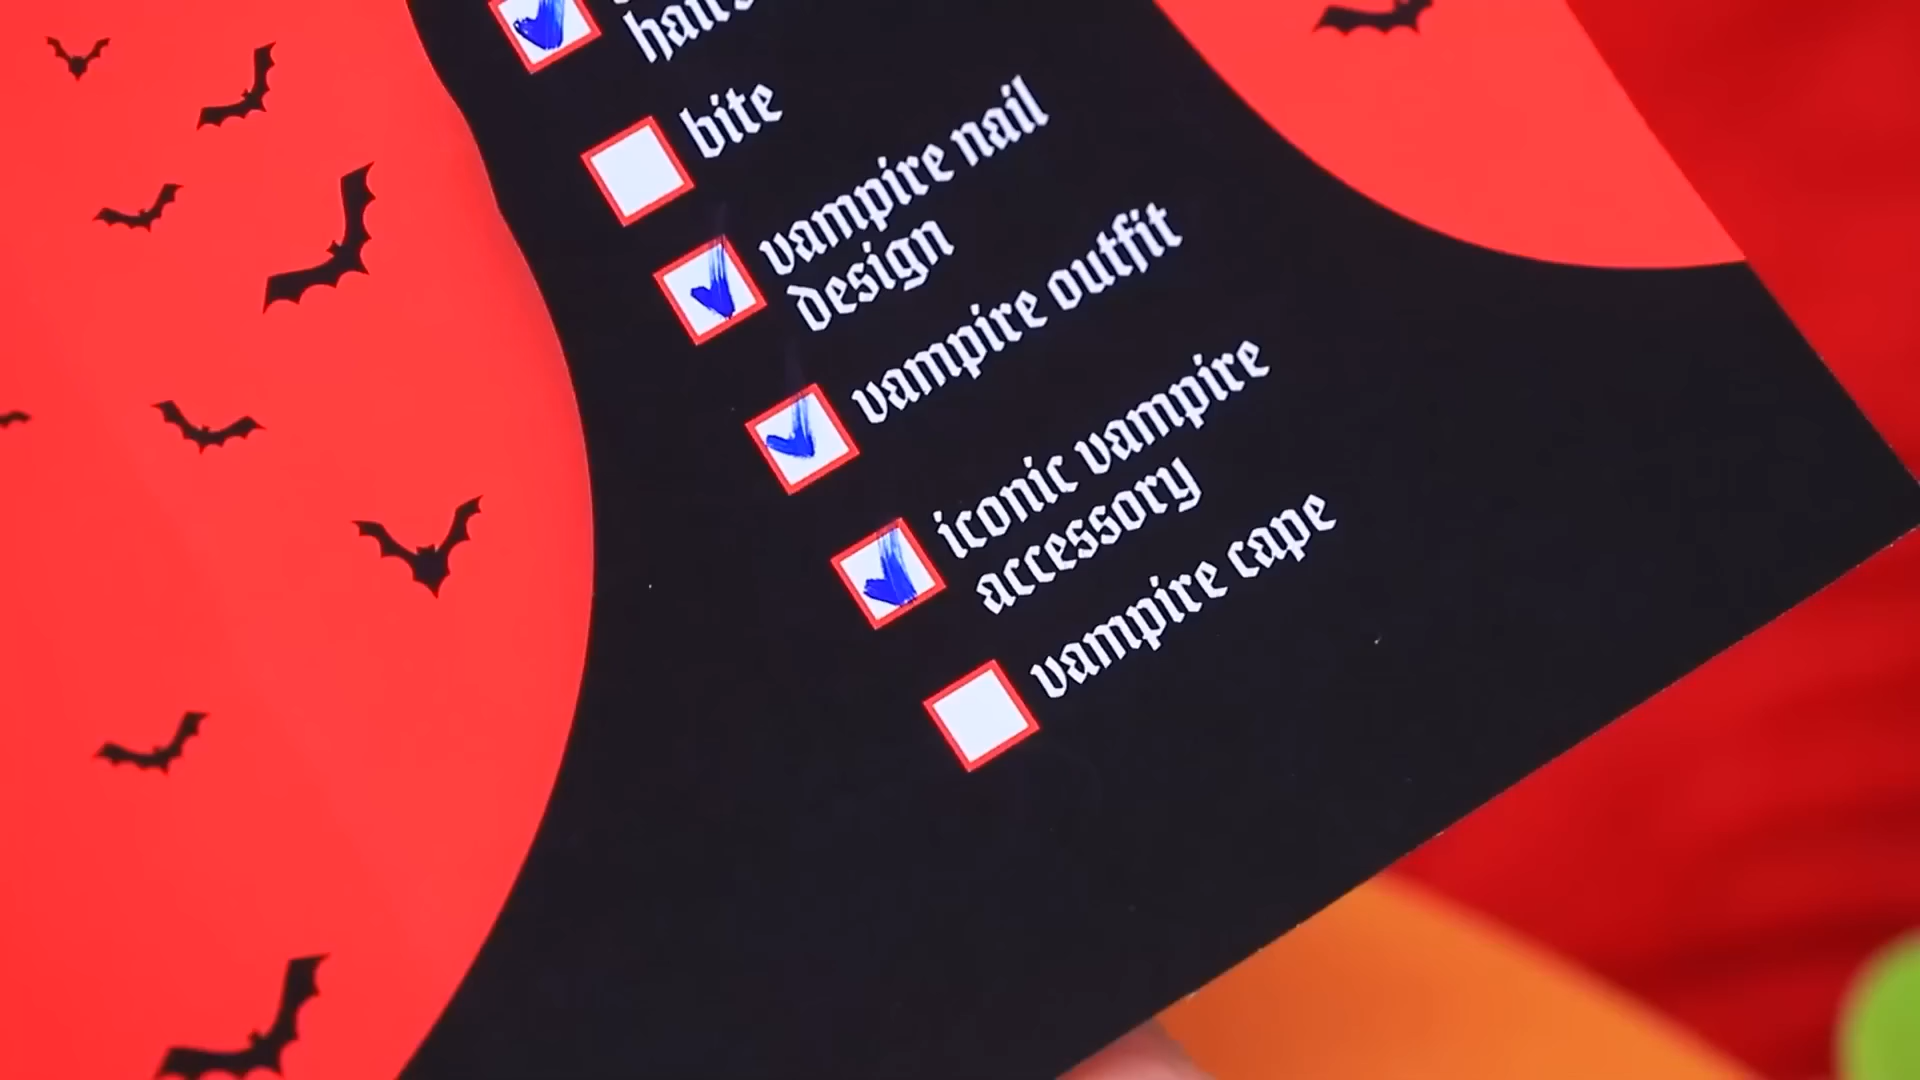 bite
vampire nail
design
vampire outfit
iconic vampire
accessory
vampire cape